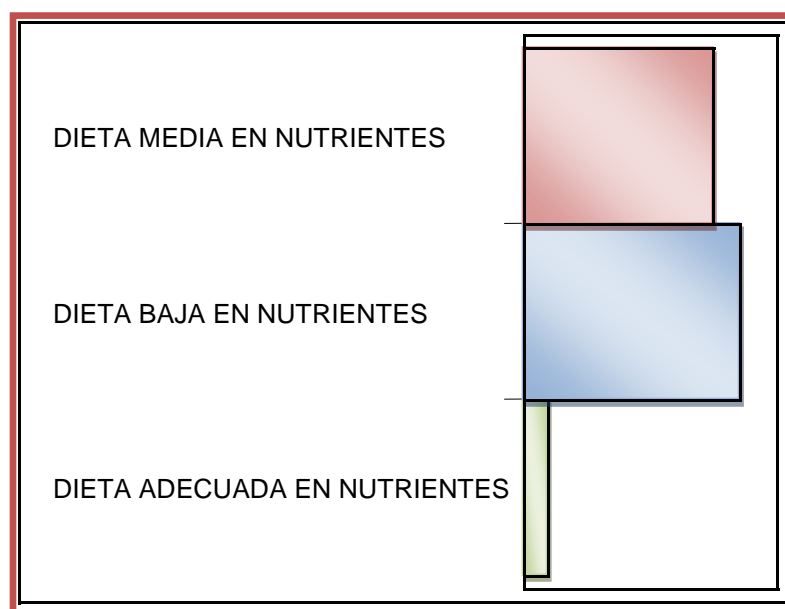 DIETA MEDIA EN NUTRIENTES
DIETA BAJA EN NUTRIENTES
DIETA ADECUADA EN NUTRIENTES